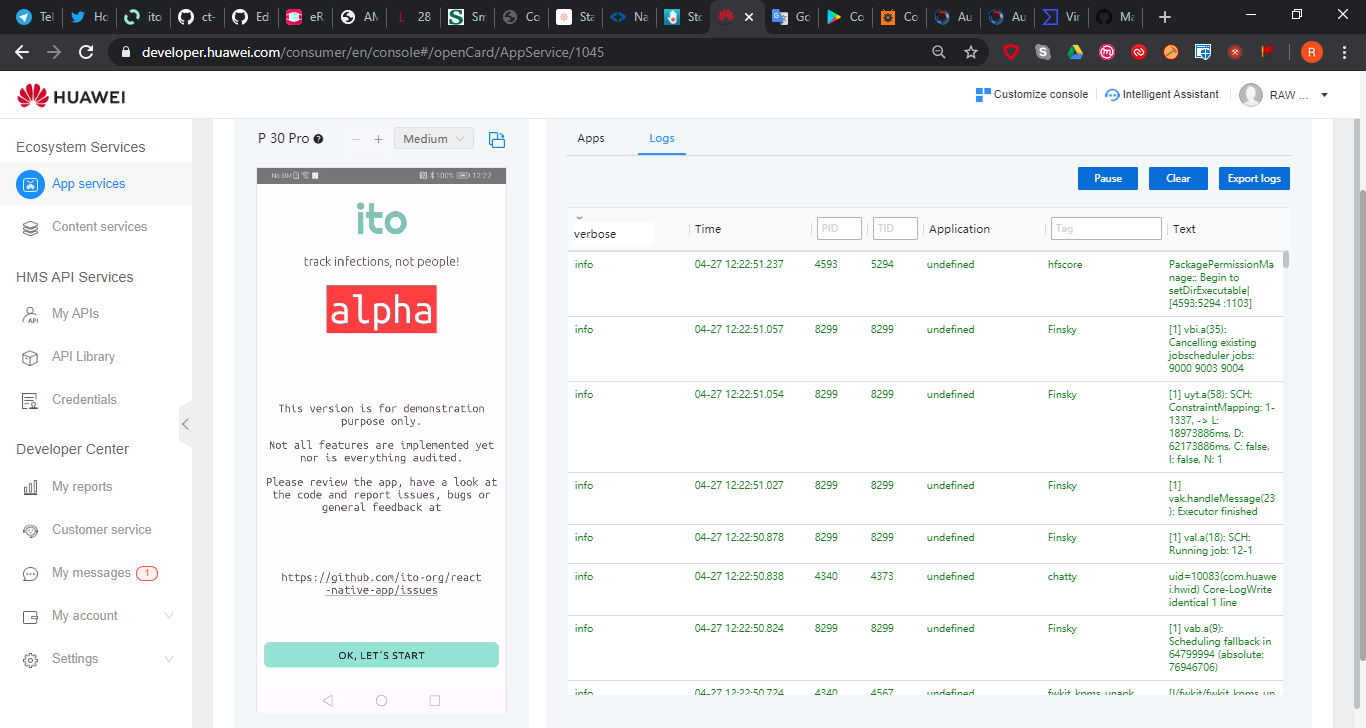 Tel
Ho
ito
ct-
Ed
eR
AN
L 28
Sm
Co
Sta
Na
Sto
Go
Co
Co
Au
Au
Vir
Ma
developer.huawei.com/consumer/en/console#/openCard/AppService/1045
R
HUAWEI
Customize console
Intelligent Assistant
RAW ...
Ecosystem Services
App services
Content services
HMS API Services
My APIs
API Library
Credentials
Developer Center
My reports
Customer service
My messages 1
My account
Settings
P 30 Pro
Medium
No SIM 100% 12:22
ito
track infections, not people!
alpha
This version is for demonstration
purpose only.
Not all features are implemented yet
nor is everything audited.
Please review the app, have a look at
the code and report issues, bugs or
general feedback at
https://github.com/ito-org/react
-native-app/issues
OK, LET´S START
Apps Logs
Pause Clear Export logs
verbose Time PID TID Application Tag Text
info 04-27 12:22:51.237 4593 5294 undefined hfscore PackagePermissionMa
nage:: Begin to
setDirExecutable|
[4593:5294 :1103]
info 04-27 12:22:51.057 8299 8299 undefined Finsky [1] vbi.a(35):
Cancelling existing
jobscheduler jobs:
9000 9003 9004
info 04-27 12:22:51.054 8299 8299 undefined Finsky [1] uyt.a(58): SCH:
ConstraintMapping: 1-
1337, -> L:
18973886ms, D:
62173886ms, C: false,
I: false, N: 1
info 04-27 12:22:51.027 8299 8299 undefined Finsky [1]
vak.handleMessage(23
): Executor finished
info 04-27 12:22:50.878 8299 8299 undefined Finsky [1] val.a(18): SCH:
Running job: 12-1
info 04-27 12:22:50.838 4340 4373 undefined chatty uid=10083(com.huawe
i.hwid) Core-LogWrite
identical 1 line
info 04-27 12:22:50.824 8299 8299 undefined Finsky [1] vab.a(9):
Scheduling fallback in
64799994 (absolute:
76946706)
info 04-27 12:22:50.724 4340 4567 undefined